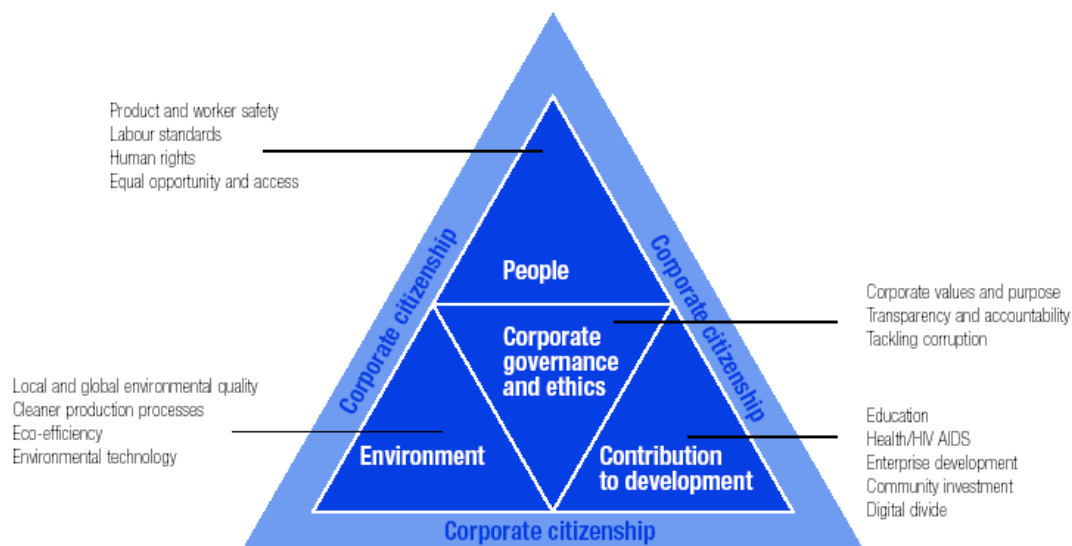 Product and worker safety
Labour standards
Human rights
Equal opportunity and access
Corporate citizenship
Corporate citizenship
People
Corporate values and purpose
Transparency and accountability
Tackling corruption
Corporate
governance
and ethics
Local and global environmental quality
Cleaner production processes
Eco-efficiency
Environmental technology
Environment
Contribution
to development
Education
Health/HIV AIDS
Enterprise development
Community investment
Digital divide
Corporate citizenship